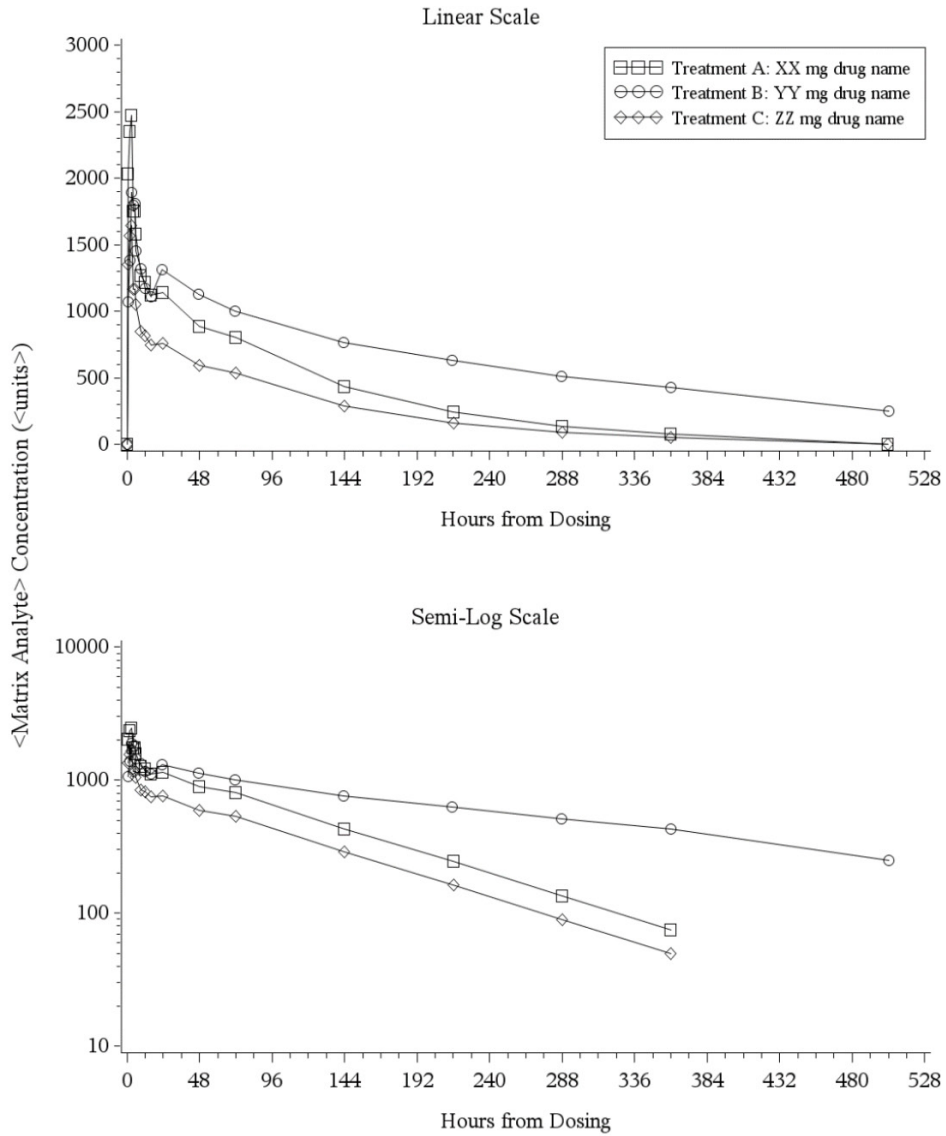 Linear Scale
3000
2500
2000
1500
1000
500
0
Treatment A: XX mg drug name
Treatment B: YY mg drug name
Treatment C: ZZ mg drug name
0 48 96 144 192 240 288 336 384 432 480 528
Hours from Dosing
<Matrix Analyte> Concentration (<units>)
Semi-Log Scale
10000
1000
100
10
0 48 96 144 192 240 288 336 384 432 480 528
Hours from Dosing